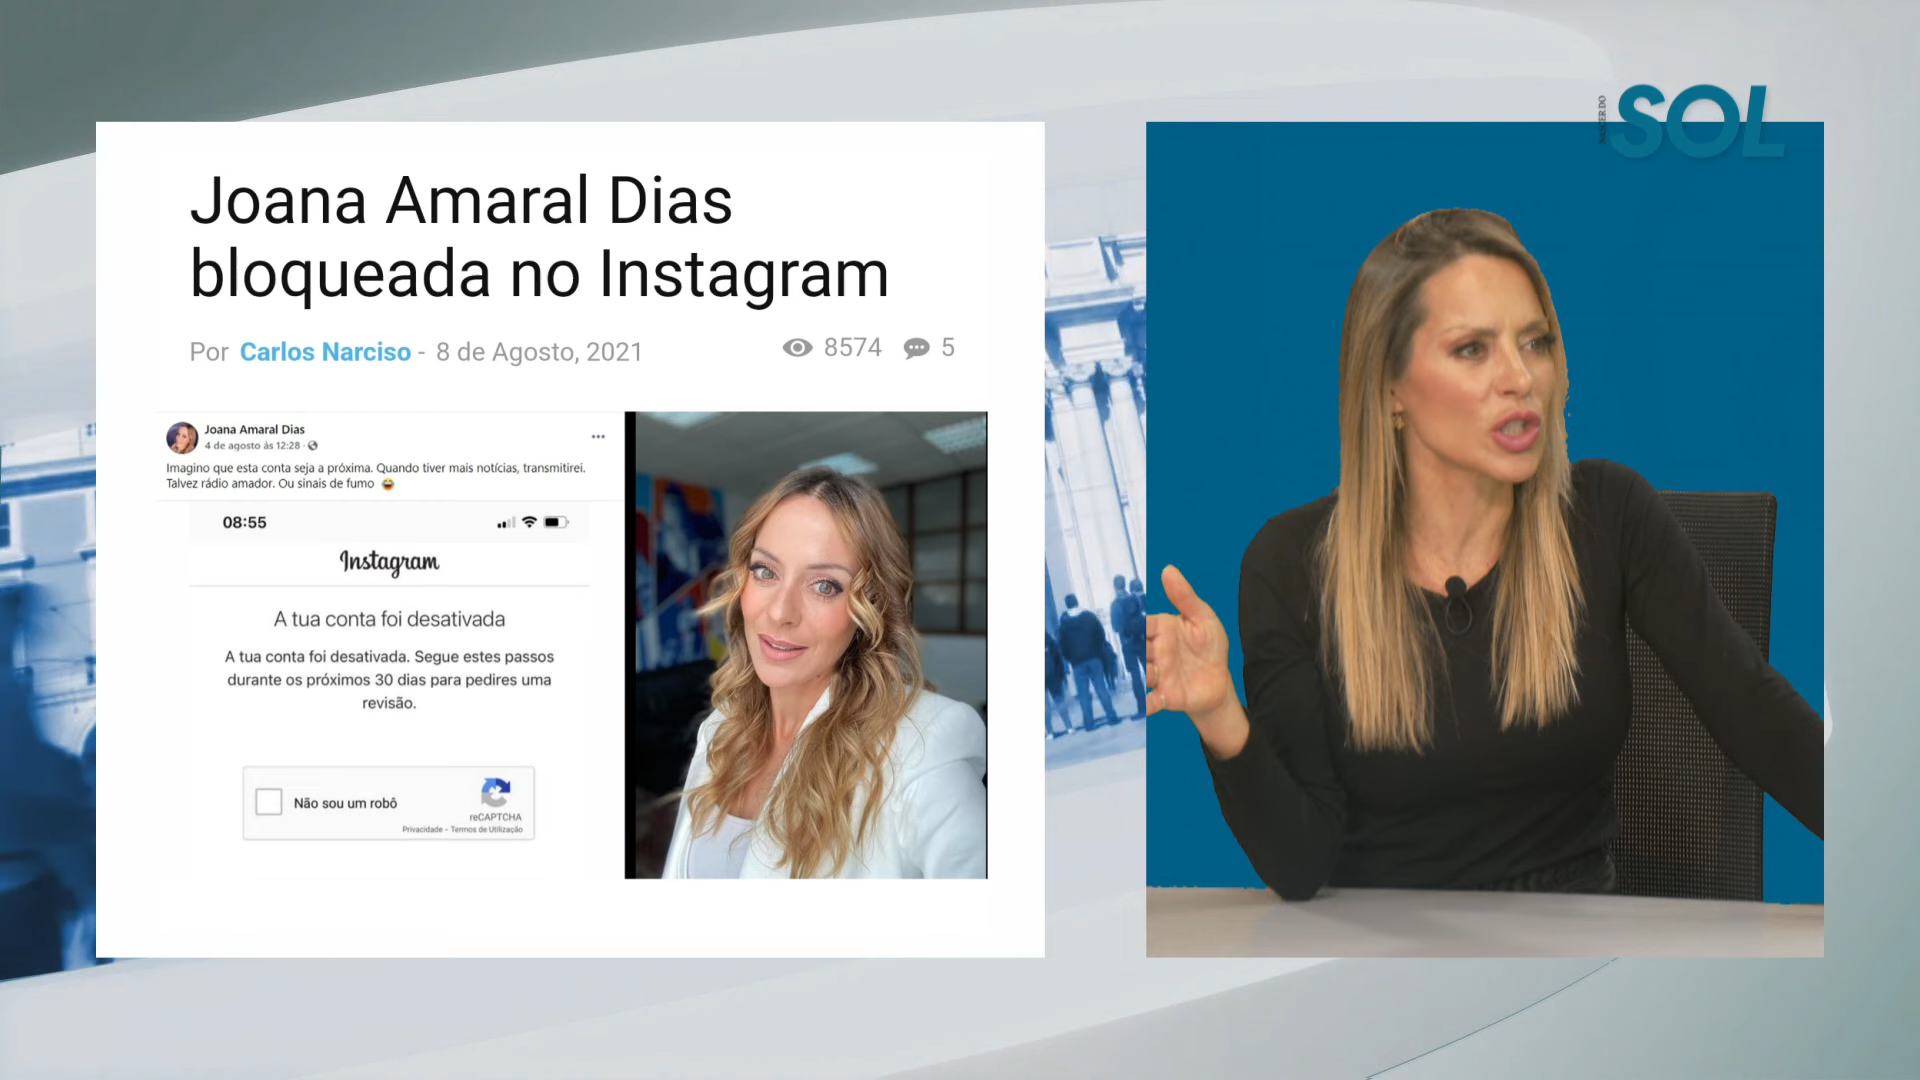 NASCER DO
SOL
Joana Amaral Dias
bloqueada no Instagram
Por Carlos Narciso - 8 de Agosto, 2021
8574 5
Joana Amaral Dias
4 de agosto às 12:28 ·
Imagino que esta conta seja a próxima. Quando tiver mais notícias, transmitirei.
Talvez rádio amador. Ou sinais de fumo 😂
08:55
Instagram
A tua conta foi desativada
A tua conta foi desativada. Segue estes passos
durante os próximos 30 dias para pedires uma
revisão.
Não sou um robô
reCAPTCHA
Privacidade - Termos de Utilização